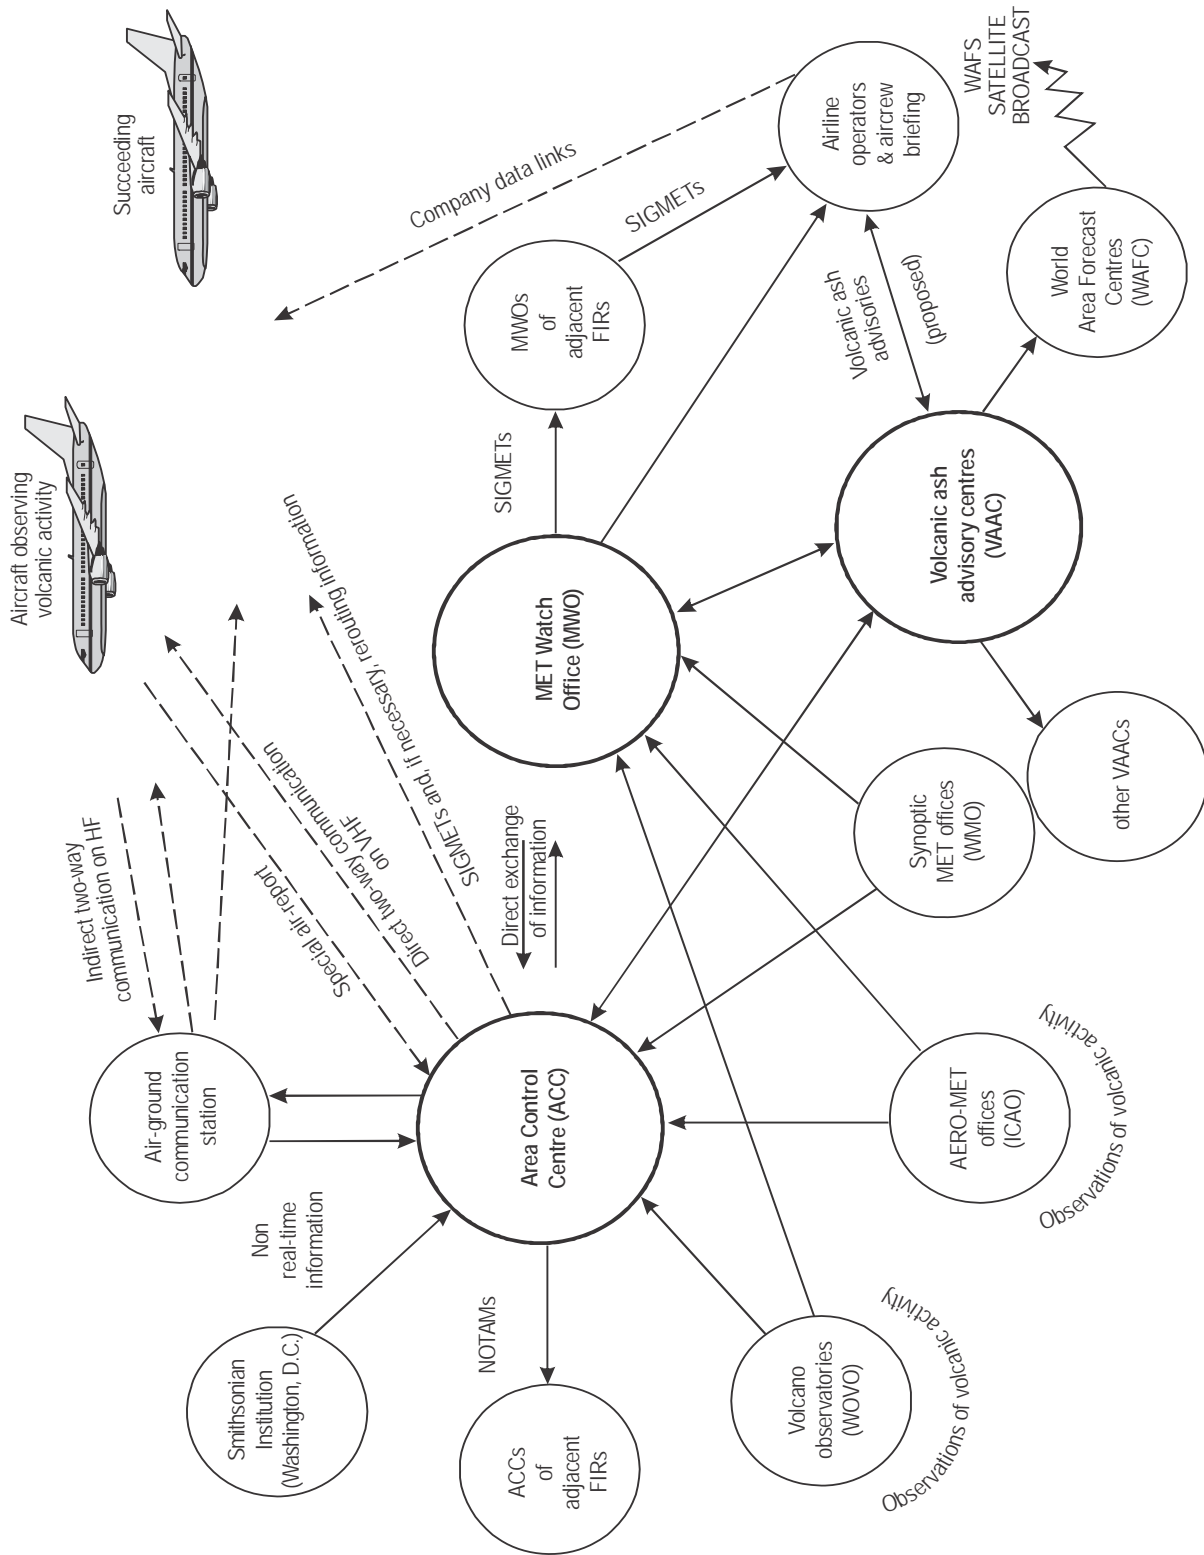 Aircraft observing
volcanic activity
Succeeding
aircraft
Indirect two-way
communication on HF
Special air-report
Direct two-way communication
on VHF
SIGMETs and, if necessary, rerouting information
Company data links
Air-ground
communication
station
Non
real-time
information
Smithsonian
Institution
(Washington, D.C.)
NOTAMs
ACCs
of
adjacent
FIRs
Area Control
Centre (ACC)
Direct exchange
of information
MET Watch
Office (MWO)
SIGMETs
MWOs
of
adjacent
FIRs
SIGMETs
Airline
operators
& aircrew
briefing
WAFS
SATELLITE
BROADCAST
Volcanic ash
advisories
(proposed)
World
Area Forecast
Centres
(WAFC)
Volcanic ash
advisory centres
(VAAC)
other VAACs
Synoptic
MET offices
(WMO)
AERO-MET
offices
(ICAO)
Observations of volcanic activity
Volcano
observatories
(WOVO)
Observations of volcanic activity